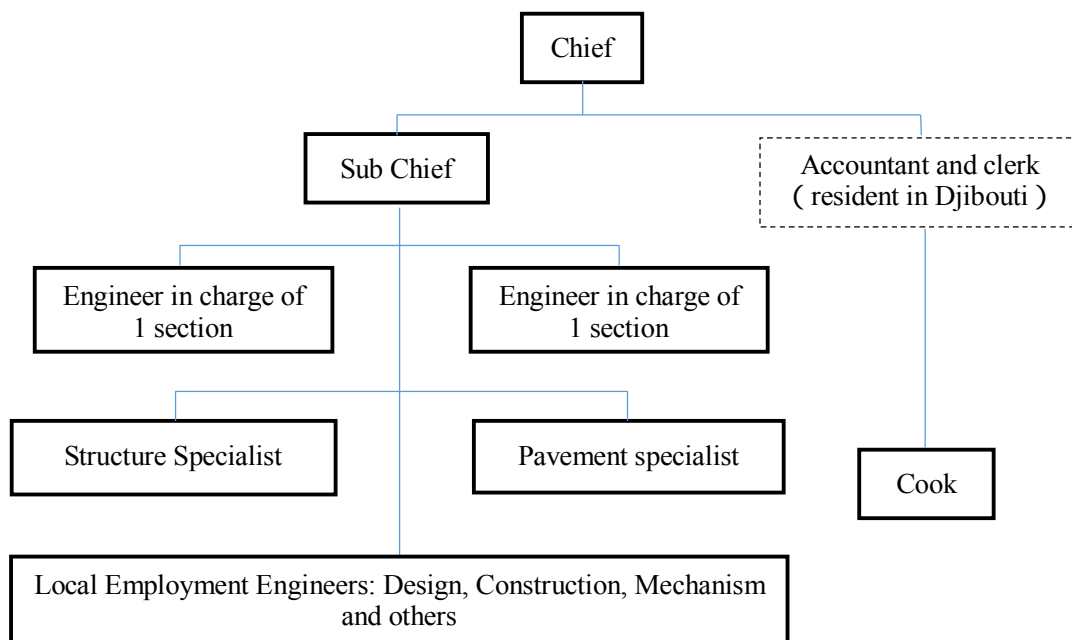 Chief
Sub Chief
Accountant and clerk
( resident in Djibouti )
Engineer in charge of
1 section
Engineer in charge of
1 section
Structure Specialist
Pavement specialist
Cook
Local Employment Engineers: Design, Construction, Mechanism
and others